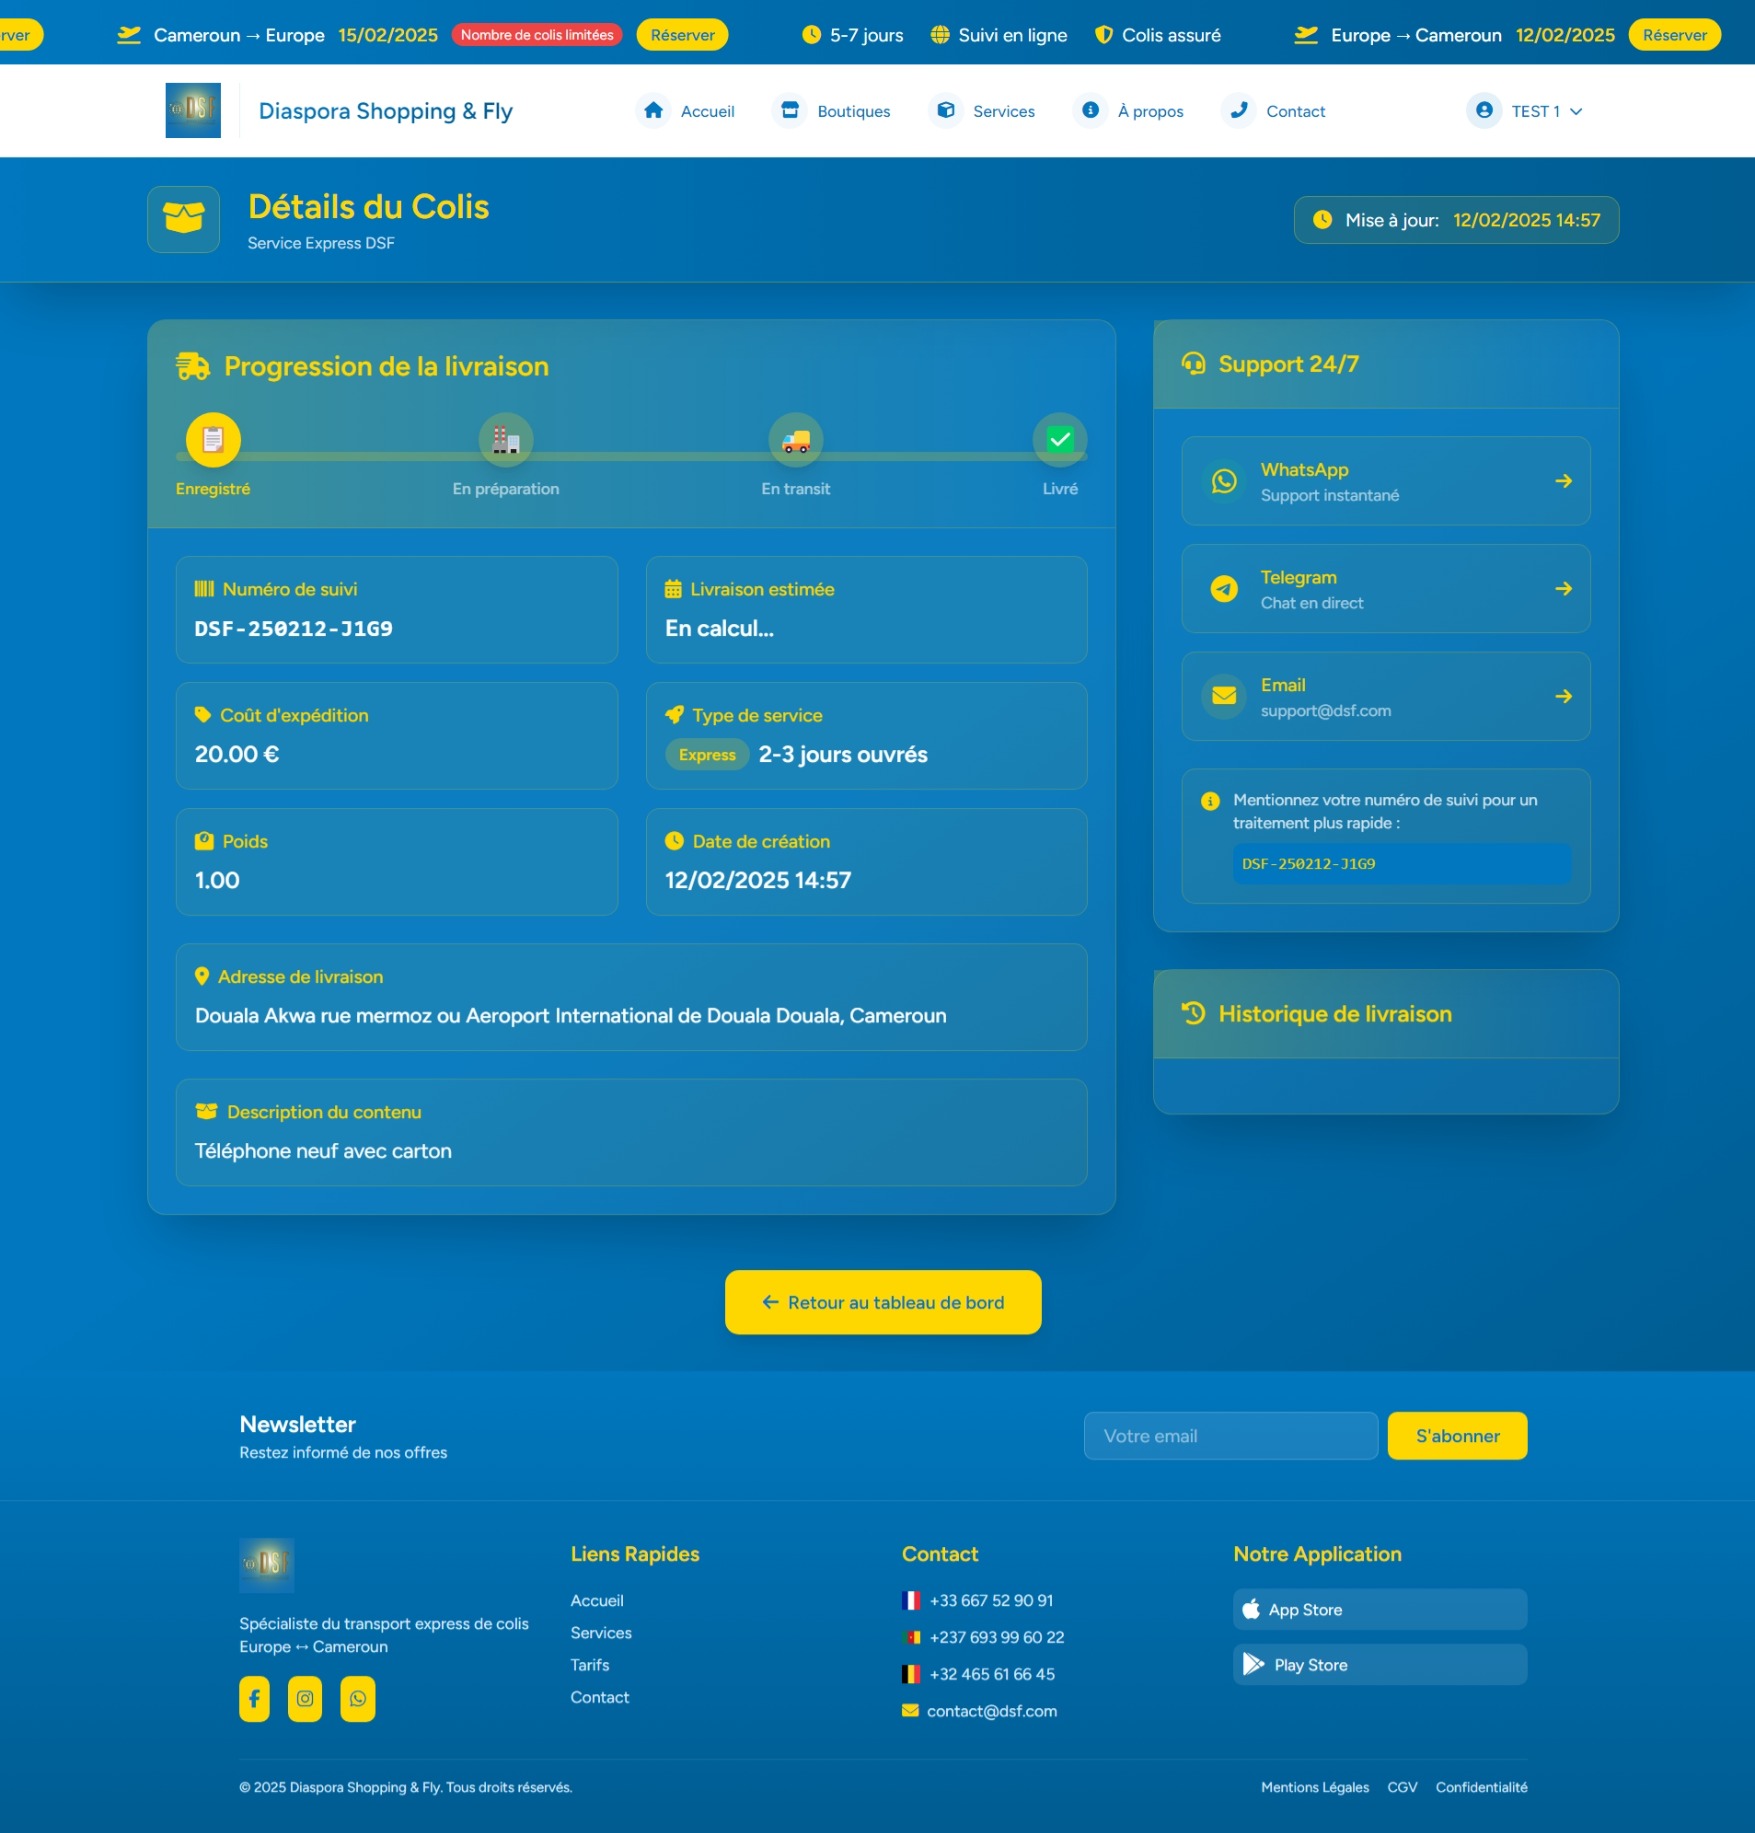 rver
Cameroun → Europe 15/02/2025 Nombre de colis limitées Réserver
5-7 jours Suivi en ligne Colis assuré
Europe → Cameroun 12/02/2025 Réserver
DSF
Diaspora Shopping & Fly
Accueil Boutiques Services À propos Contact
TEST 1
Détails du Colis
Service Express DSF
Mise à jour: 12/02/2025 14:57
Progression de la livraison
Enregistré En préparation En transit Livré
Numéro de suivi
DSF-250212-J1G9
Livraison estimée
En calcul...
Coût d'expédition
20.00 €
Type de service
Express 2-3 jours ouvrés
Poids
1.00
Date de création
12/02/2025 14:57
Adresse de livraison
Douala Akwa rue mermoz ou Aeroport International de Douala Douala, Cameroun
Description du contenu
Téléphone neuf avec carton
Support 24/7
WhatsApp
Support instantané
Telegram
Chat en direct
Email
support@dsf.com
Mentionnez votre numéro de suivi pour un
traitement plus rapide :
DSF-250212-J1G9
Historique de livraison
← Retour au tableau de bord
Newsletter
Restez informé de nos offres
Votre email
S'abonner
DSF
Spécialiste du transport express de colis
Europe ↔ Cameroun
Liens Rapides
Accueil
Services
Tarifs
Contact
Contact
+33 667 52 90 91
+237 693 99 60 22
+32 465 61 66 45
contact@dsf.com
Notre Application
App Store
Play Store
© 2025 Diaspora Shopping & Fly. Tous droits réservés.
Mentions Légales CGV Confidentialité